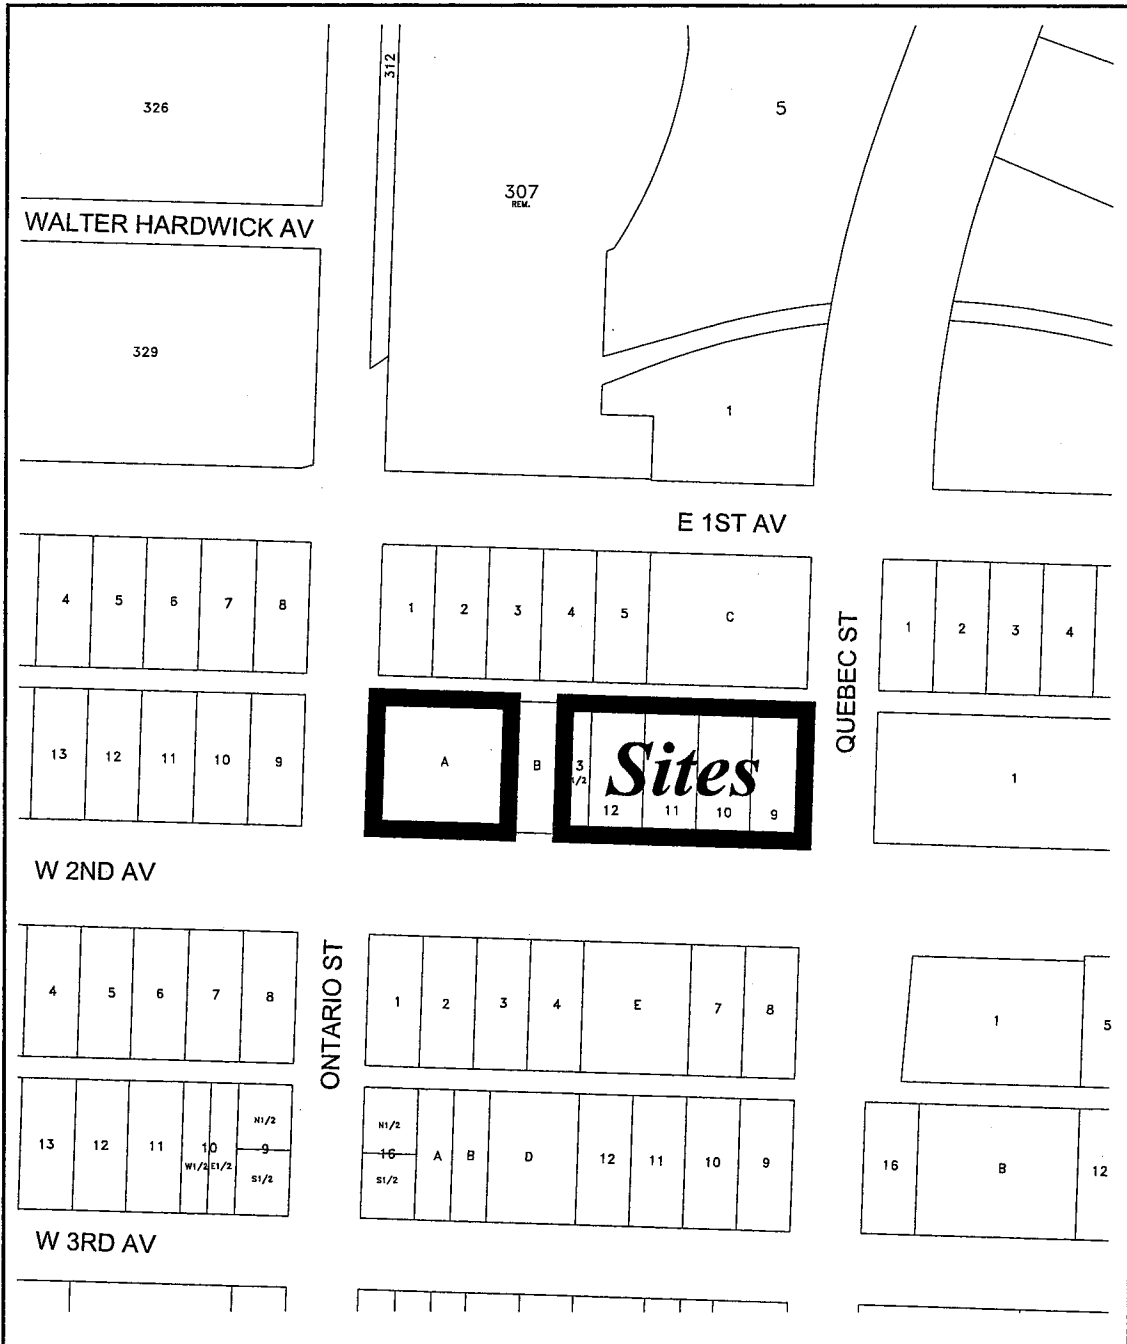 326
312
5
307
REM.
WALTER HARDWICK AV
329
1
E 1ST AV
4 5 6 7 8
1 2 3 4 5 C
1 2 3 4
QUEBEC ST
13 12 11 10 9
A B 3 Sites
1/2
12 11 10 9
1
W 2ND AV
4 5 6 7 8
ONTARIO ST
1 2 3 4 E 7 8
1 5
13 12 11 10 N1/2
W1/2 E1/2 9
S1/2
N1/2
16
S1/2
A B D 12 11 10 9
16 B 12
W 3RD AV